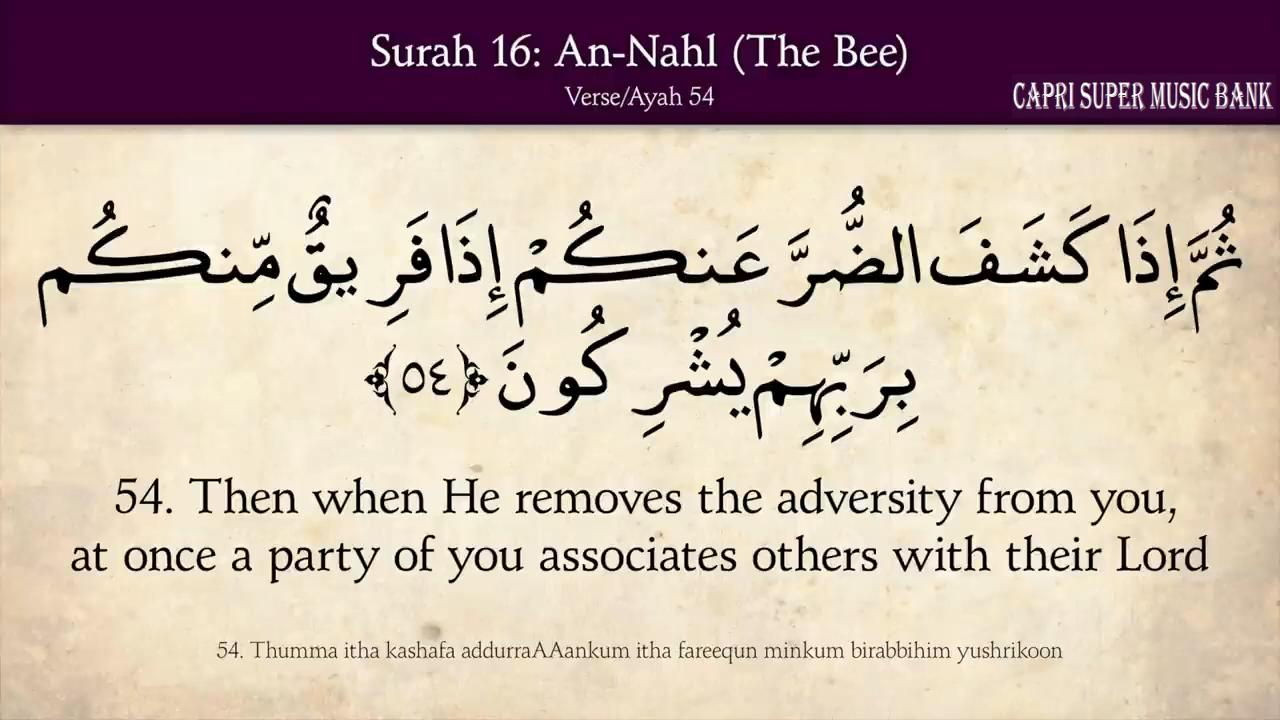 Surah 16: An-Nahl (The Bee)
Verse/Ayah 54
CAPRI SUPER MUSIC BANK
ثُمَّ إِذَا كَشَفَ الضُّرَّ عَنكُمْ إِذَا فَرِيقٌ مِّنكُم
بِرَبِّهِمْ يُشْرِكُونَ ﴿٥٤﴾
54. Then when He removes the adversity from you,
at once a party of you associates others with their Lord
54. Thumma itha kashafa addurraAAankum itha fareequn minkum birabbihim yushrikoon